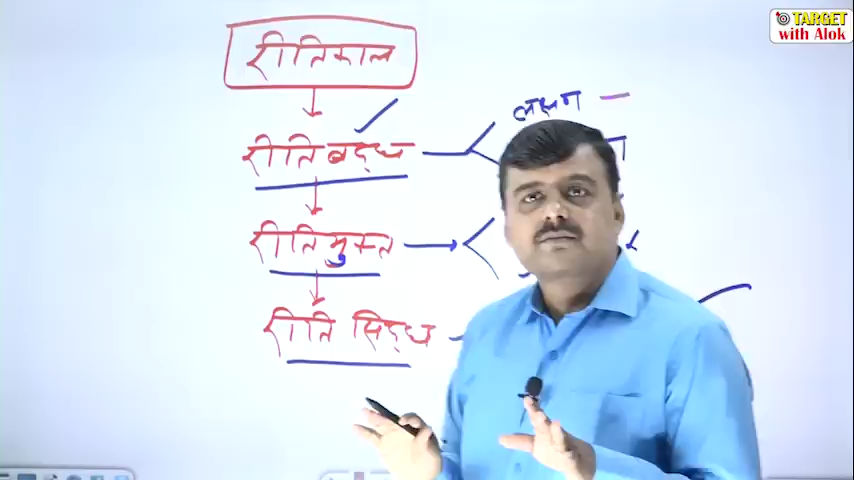 TARGET
with Alok
रीतिकाल
रीतिबद्ध
लक्षण
रीतिमुक्त
रीति सिद्ध